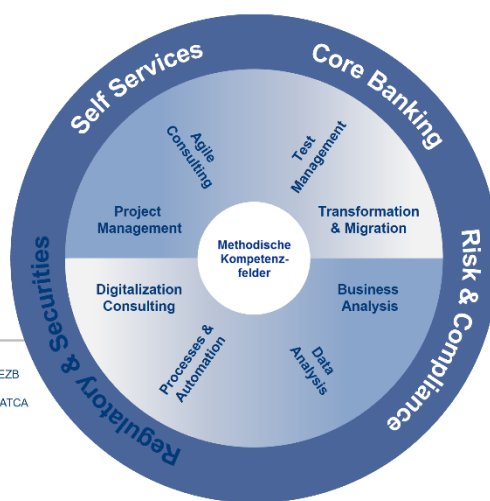 Self Services
Core Banking
Agile
Consulting
Test
Management
Project
Management
Transformation
& Migration
Methodische
Kompetenz-
felder
Digitalization
Consulting
Business
Analysis
Processes &
Automation
Data
Analysis
Regulatory & Securities
Risk & Compliance
EZB
ATCA